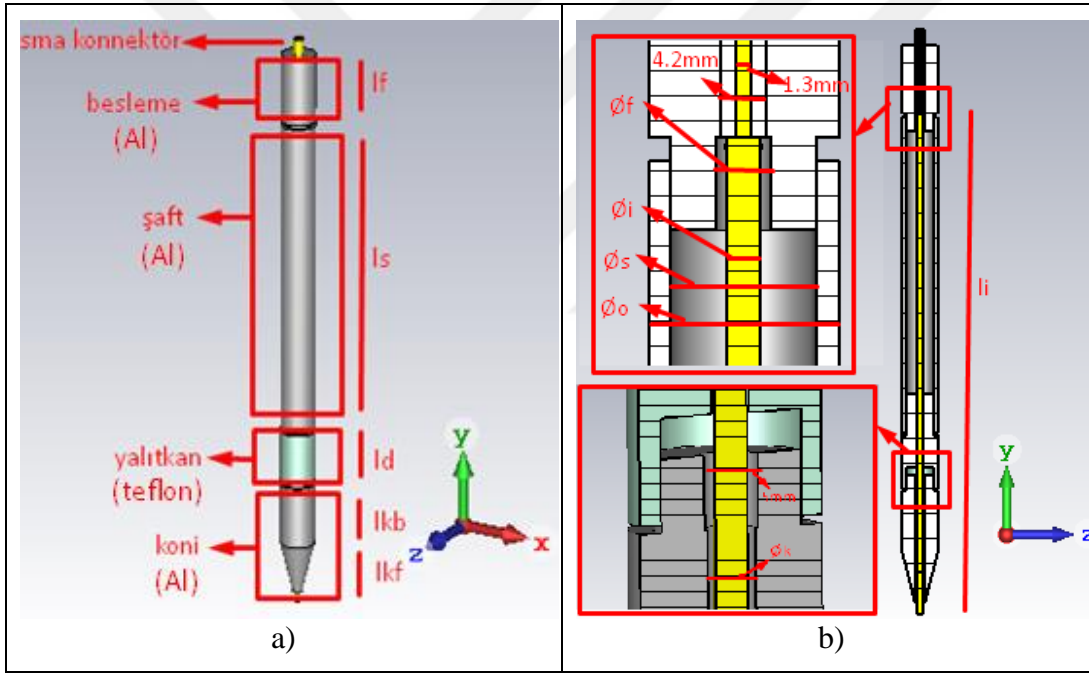 sma konnektör
besleme
(Al)
şaft
(Al)
yalıtkan
(teflon)
koni
(Al)
lf
ls
ld
lkb
lkf
y
x
z
a)
4.2mm
1.3mm
Øf
Øi
Øs
Øo
Øk
li
y
z
b)